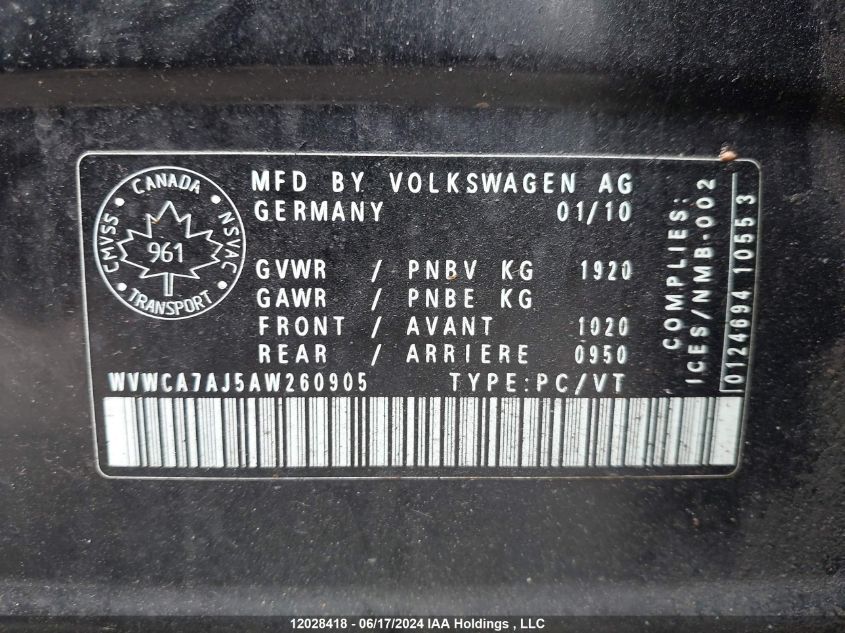 CANADA
CMVSS
NSVAC
961
TRANSPORT
MFD BY VOLKSWAGEN AG
GERMANY 01/10
GVWR / PNBV KG 1920
GAWR / PNBE KG
FRONT / AVANT 1020
REAR / ARRIERE 0950
WVWCA7AJ5AW260905 TYPE:PC/VT
COMPLIES:
ICES/NMB-002
0124694 10553
12028418 - 06/17/2024 IAA Holdings , LLC